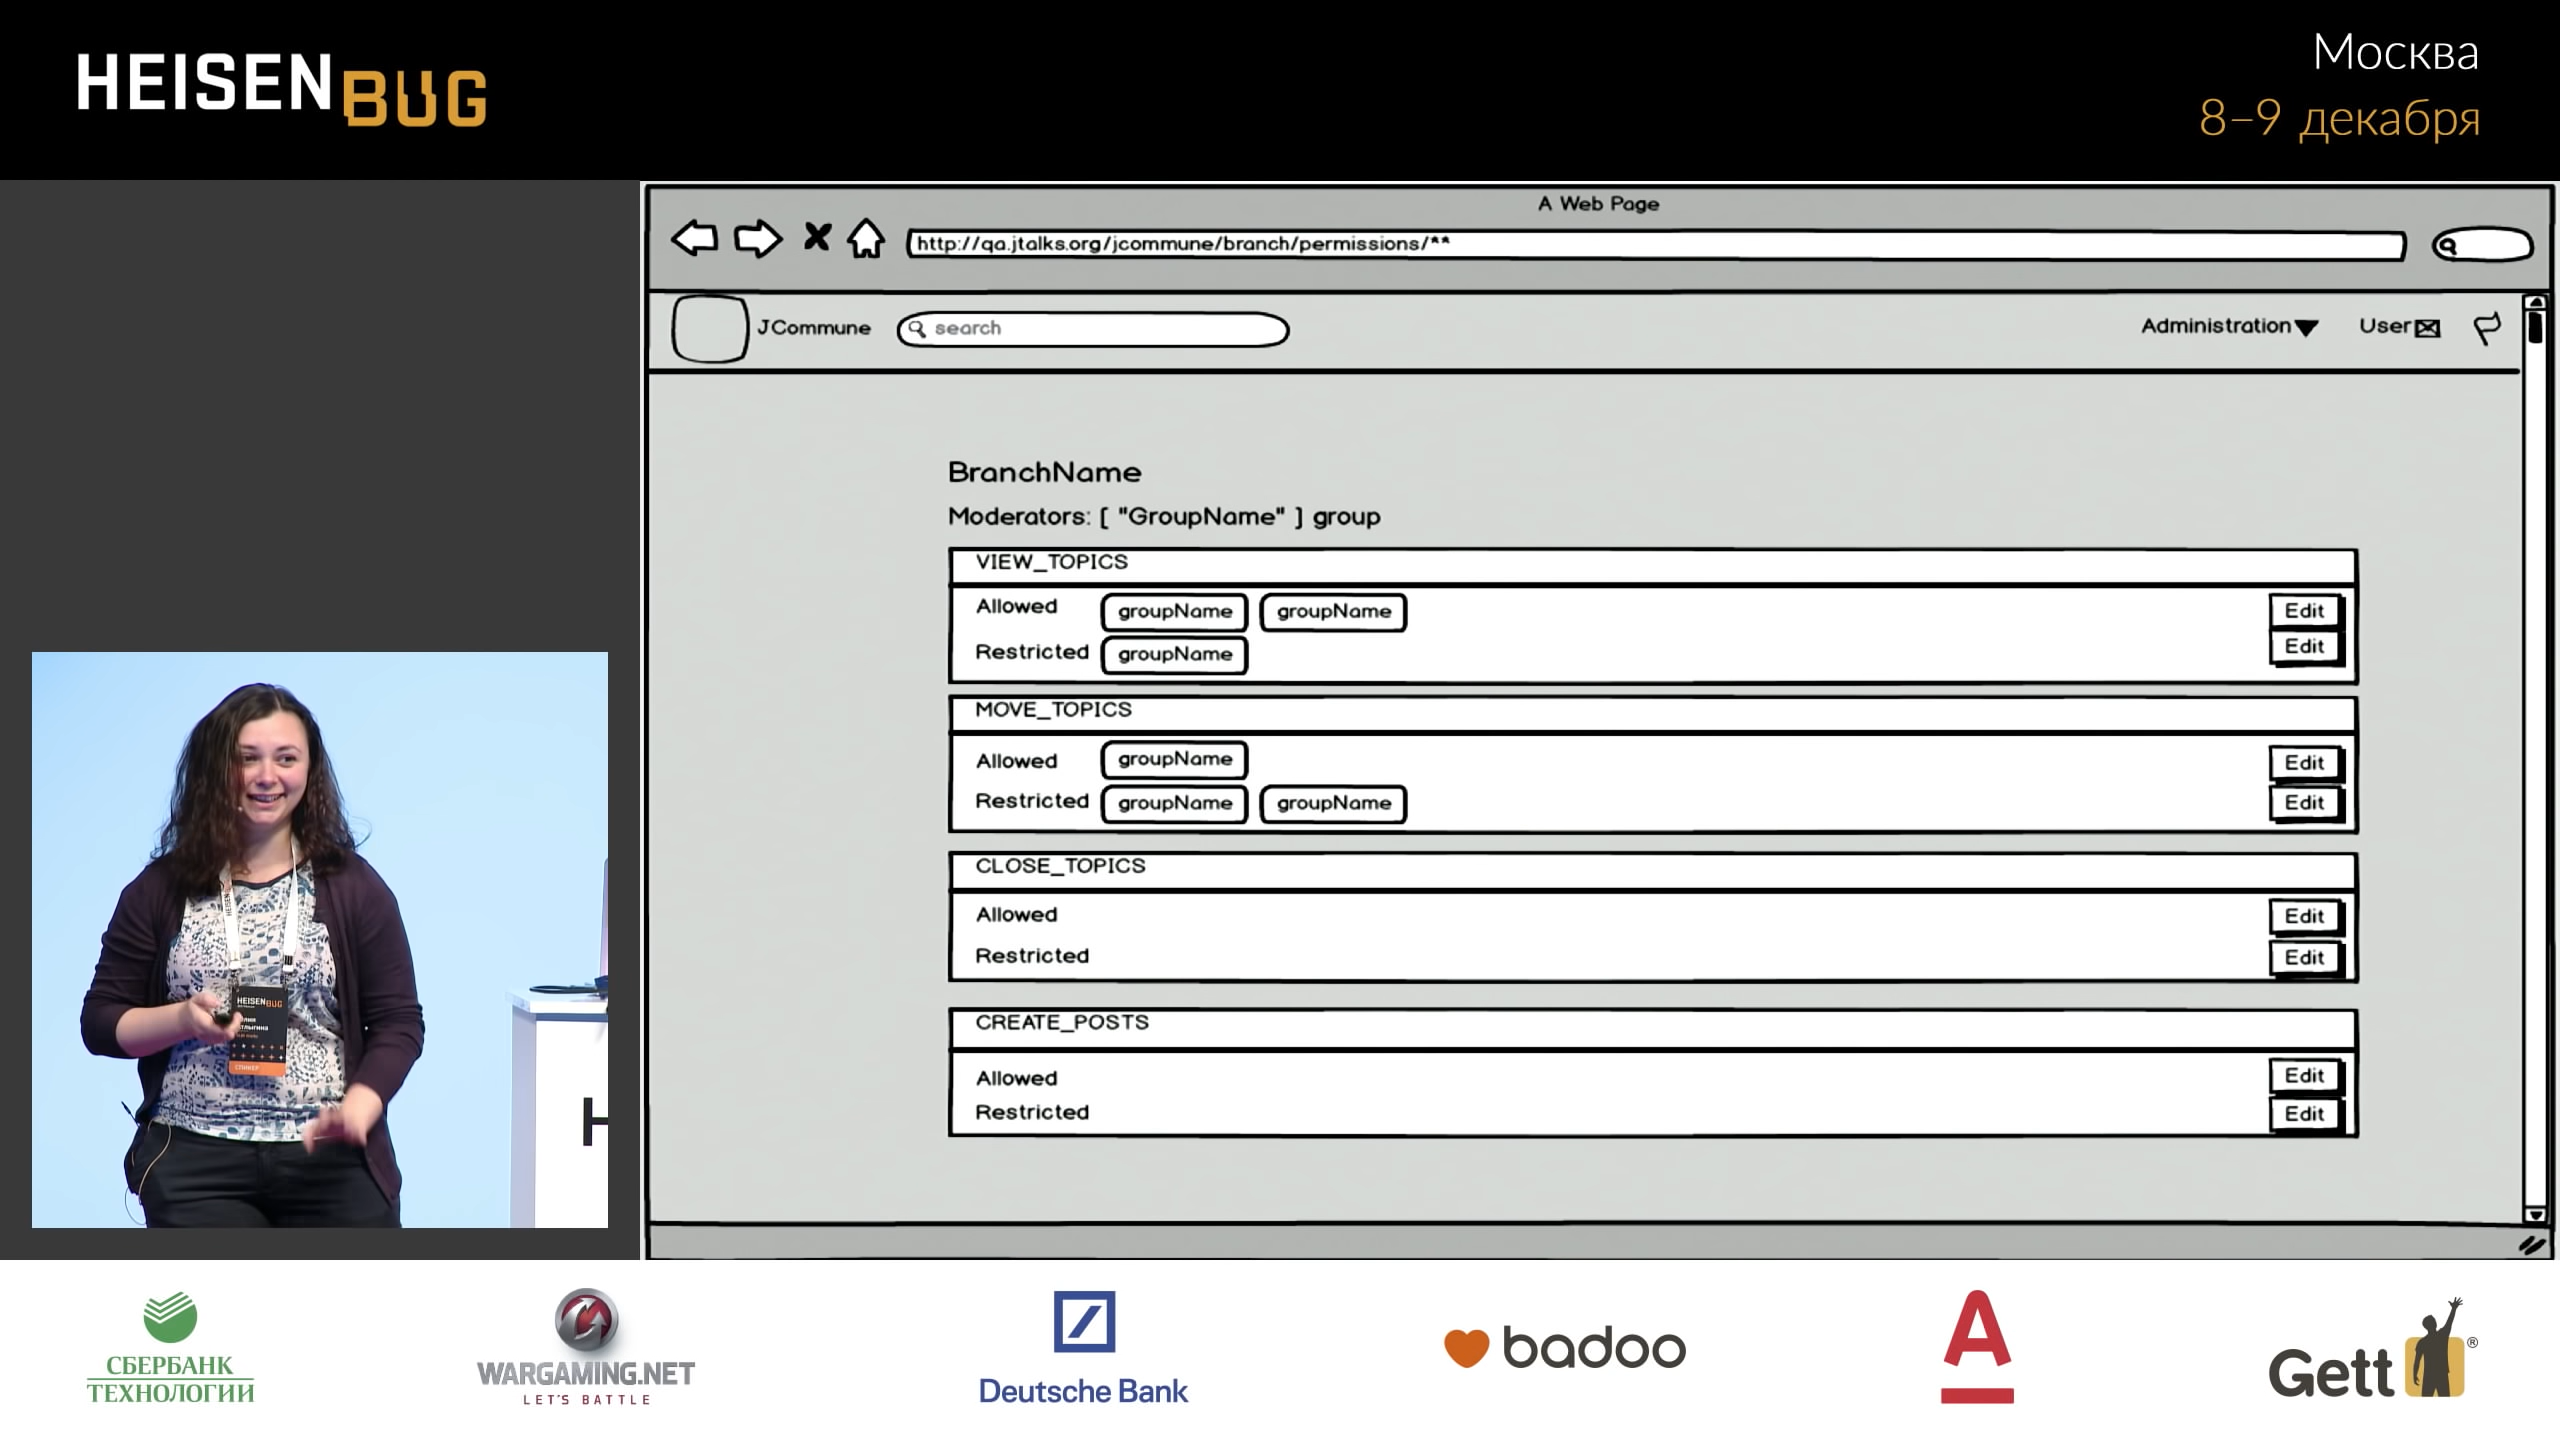 HEISENBUG
Москва
8–9 декабря
A Web Page
http://qa.jtalks.org/jcommune/branch/permissions/**
JCommune
search
Administration
User
BranchName
Moderators: [ "GroupName" ] group
VIEW_TOPICS
Allowed groupName groupName Edit
Restricted groupName Edit
MOVE_TOPICS
Allowed groupName Edit
Restricted groupName groupName Edit
CLOSE_TOPICS
Allowed Edit
Restricted Edit
CREATE_POSTS
Allowed Edit
Restricted Edit
HEISENBUG
СПИКЕР
H
СБЕРБАНК
ТЕХНОЛОГИИ
WARGAMING.NET
LET'S BATTLE
Deutsche Bank
badoo
A
Gett®